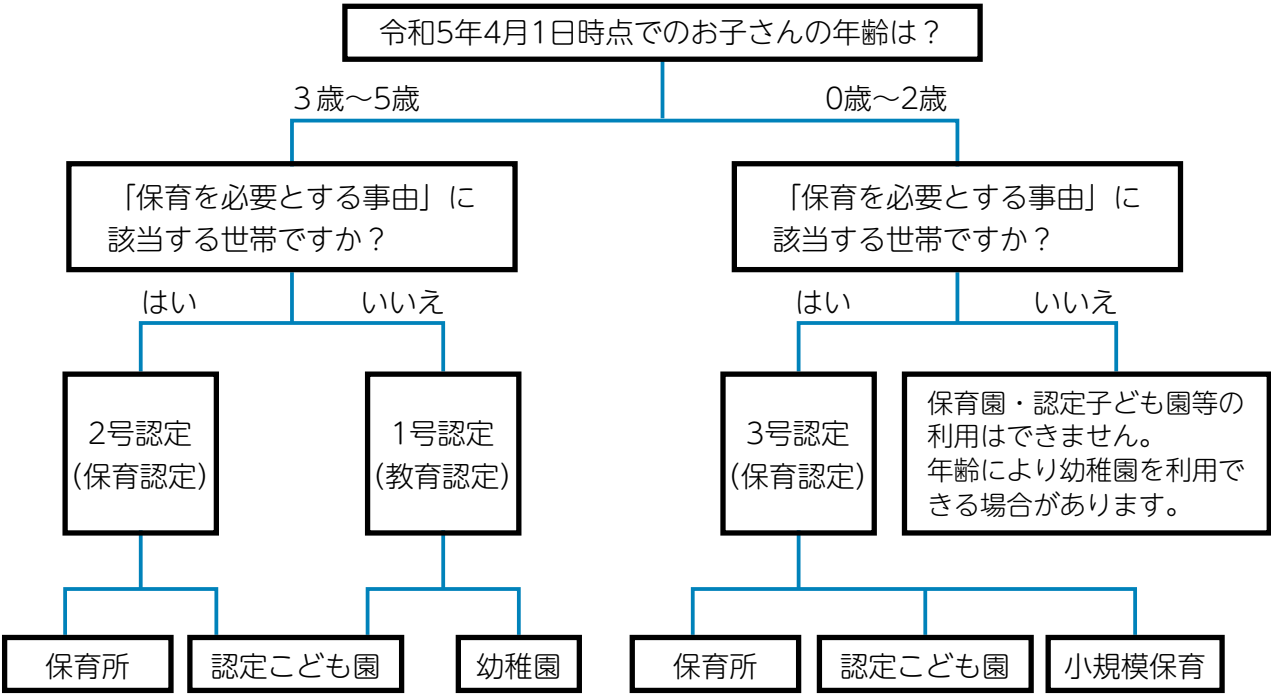 令和5年4月1日時点でのお子さんの年齢は？
３歳〜5歳
0歳〜2歳
「保育を必要とする事由」に
該当する世帯ですか？
「保育を必要とする事由」に
該当する世帯ですか？
はい
いいえ
はい
いいえ
2号認定
(保育認定)
1号認定
(教育認定)
3号認定
(保育認定)
保育園・認定子ども園等の
利用はできません。
年齢により幼稚園を利用で
きる場合があります。
保育所
認定こども園
幼稚園
保育所
認定こども園
小規模保育